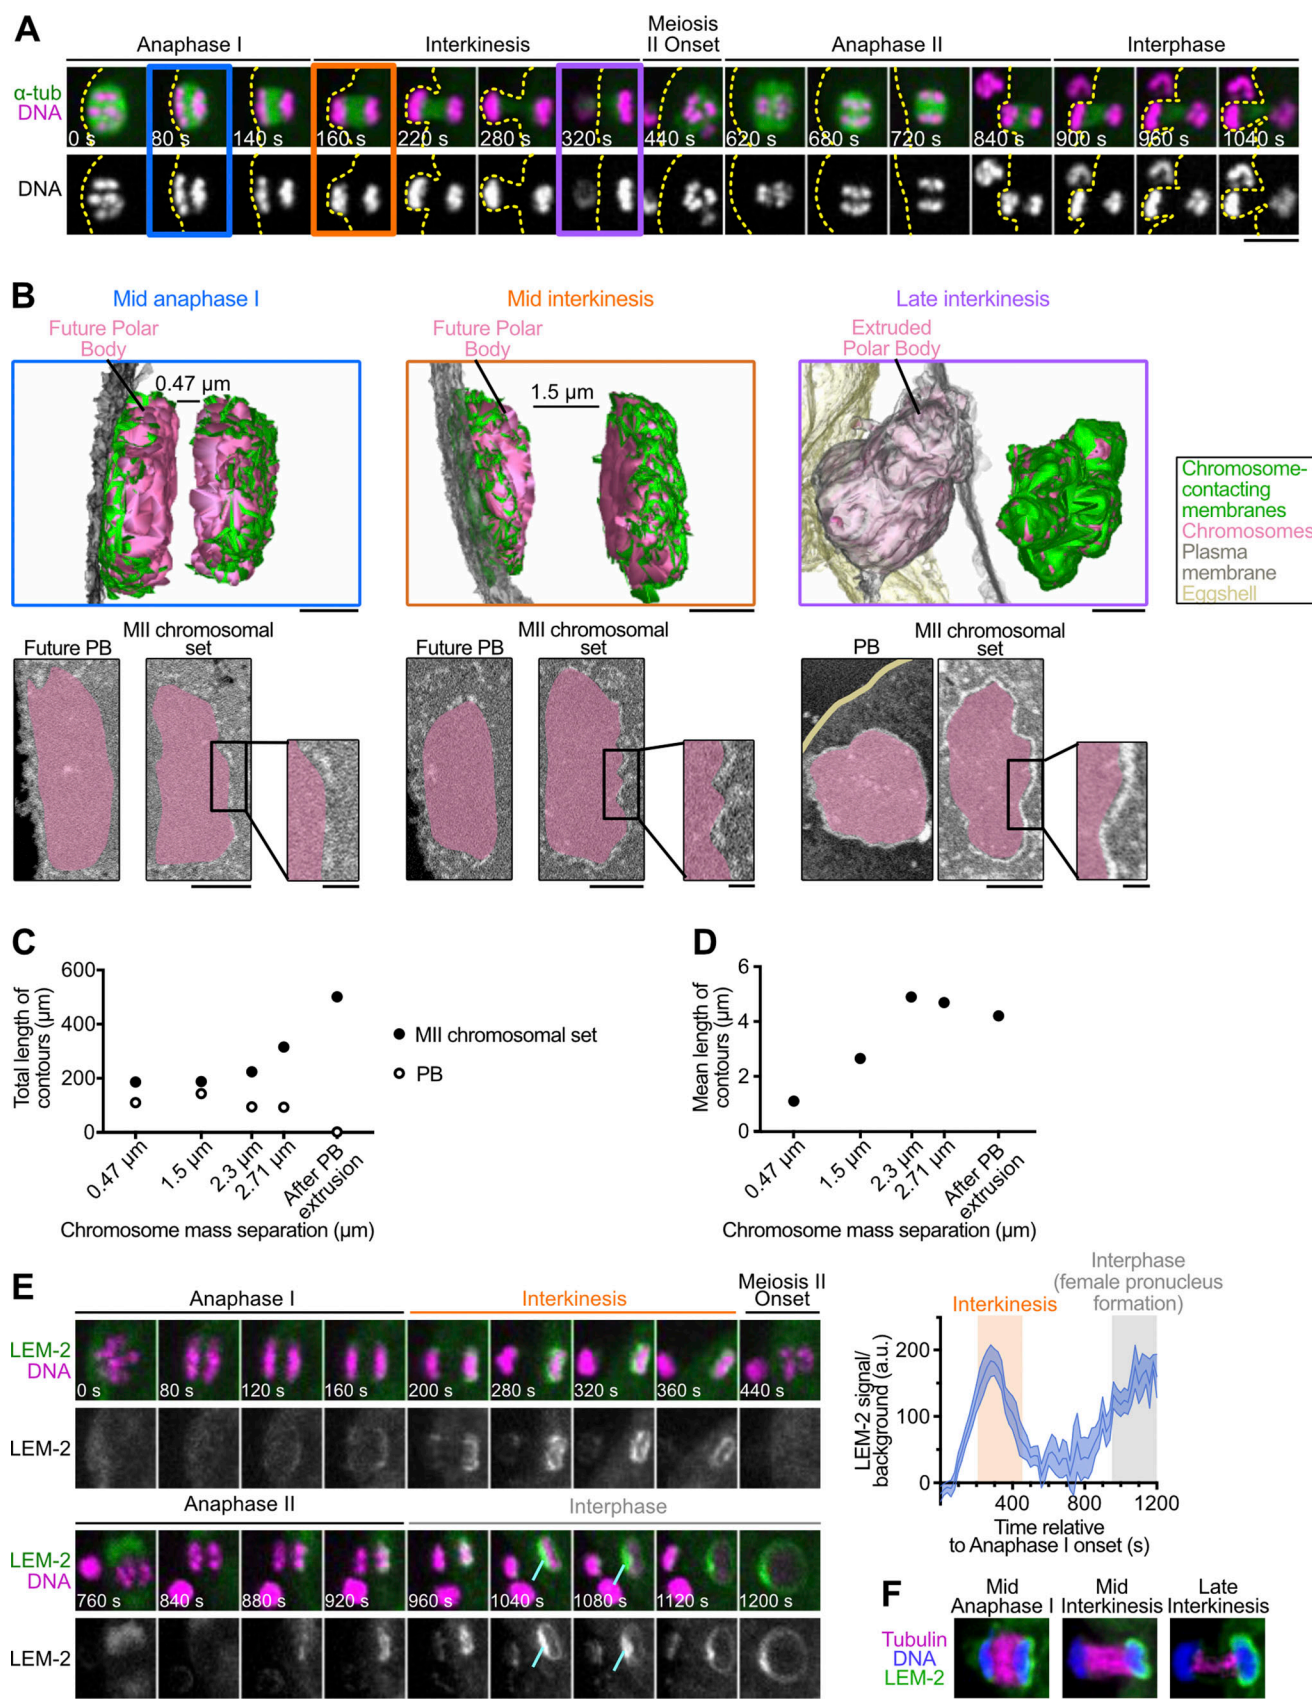 A
Anaphase I
Interkinesis
Meiosis
II Onset
Anaphase II
Interphase
α-tub
DNA
0 s
80 s
140 s
160 s
220 s
280 s
320 s
440 s
620 s
680 s
720 s
840 s
900 s
960 s
1040 s
DNA
B
Mid anaphase I
Mid interkinesis
Late interkinesis
Future Polar
Body
0.47 µm
Future Polar
Body
1.5 µm
Extruded
Polar Body
Chromosome-
contacting
membranes
Chromosomes
Plasma
membrane
Eggshell
Future PB
MII chromosomal
set
Future PB
MII chromosomal
set
PB
MII chromosomal
set
C
Total length of
contours (µm)
600
400
200
0
0.47 µm
1.5 µm
2.3 µm
2.71 µm
After PB
extrusion
Chromosome mass separation (µm)
MII chromosomal set
PB
D
Mean length of
contours (µm)
6
4
2
0
0.47 µm
1.5 µm
2.3 µm
2.71 µm
After PB
extrusion
Chromosome mass separation (µm)
E
Anaphase I
Interkinesis
Meiosis II
Onset
LEM-2
DNA
0 s
80 s
120 s
160 s
200 s
280 s
320 s
360 s
440 s
LEM-2
Anaphase II
Interphase
LEM-2
DNA
760 s
840 s
880 s
920 s
960 s
1040 s
1080 s
1120 s
1200 s
LEM-2
Interphase
(female pronucleus
formation)
Interkinesis
LEM-2 signal/
background (a.u.)
200
100
0
400
800
1200
Time relative
to Anaphase I onset (s)
F
Mid
Anaphase I
Mid
Interkinesis
Late
Interkinesis
Tubulin
DNA
LEM-2